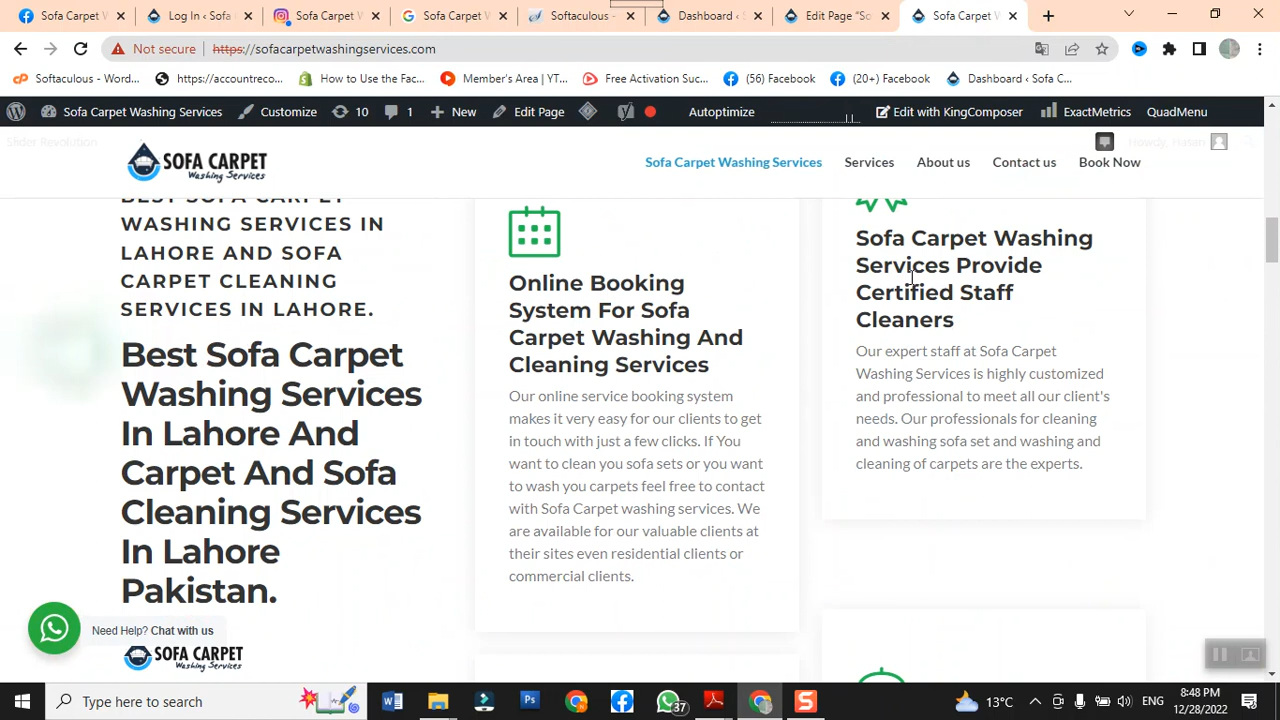 Sofa Carpet W
Log In ‹ Sofa C
Sofa Carpet W
Sofa Carpet W
Softaculous -
Dashboard ‹ S
Edit Page "So
Sofa Carpet W
Not secure
https://sofacarpetwashingservices.com
Softaculous - Word...
https://accountreco...
How to Use the Fac...
Member's Area | YT...
Free Activation Suc...
(56) Facebook
(20+) Facebook
Dashboard ‹ Sofa C...
Sofa Carpet Washing Services
Customize
10
1
New
Edit Page
Autoptimize
Edit with KingComposer
ExactMetrics
QuadMenu
Slider Revolution
SOFA CARPET
Washing Services
Sofa Carpet Washing Services
Services
About us
Contact us
Book Now
BEST SOFA CARPET
WASHING SERVICES IN
LAHORE AND SOFA
CARPET CLEANING
SERVICES IN LAHORE.
Best Sofa Carpet
Washing Services
In Lahore And
Carpet And Sofa
Cleaning Services
In Lahore
Pakistan.
SOFA CARPET
Washing Services
Need Help? Chat with us
Online Booking
System For Sofa
Carpet Washing And
Cleaning Services
Our online service booking system
makes it very easy for our clients to get
in touch with just a few clicks. If You
want to clean you sofa sets or you want
to wash you carpets feel free to contact
with Sofa Carpet washing services. We
are available for our valuable clients at
their sites even residential clients or
commercial clients.
Sofa Carpet Washing
Services Provide
Certified Staff
Cleaners
Our expert staff at Sofa Carpet
Washing Services is highly customized
and professional to meet all our client's
needs. Our professionals for cleaning
and washing sofa set and washing and
cleaning of carpets are the experts.
Type here to search
37
13°C
ENG
8:48 PM
12/28/2022